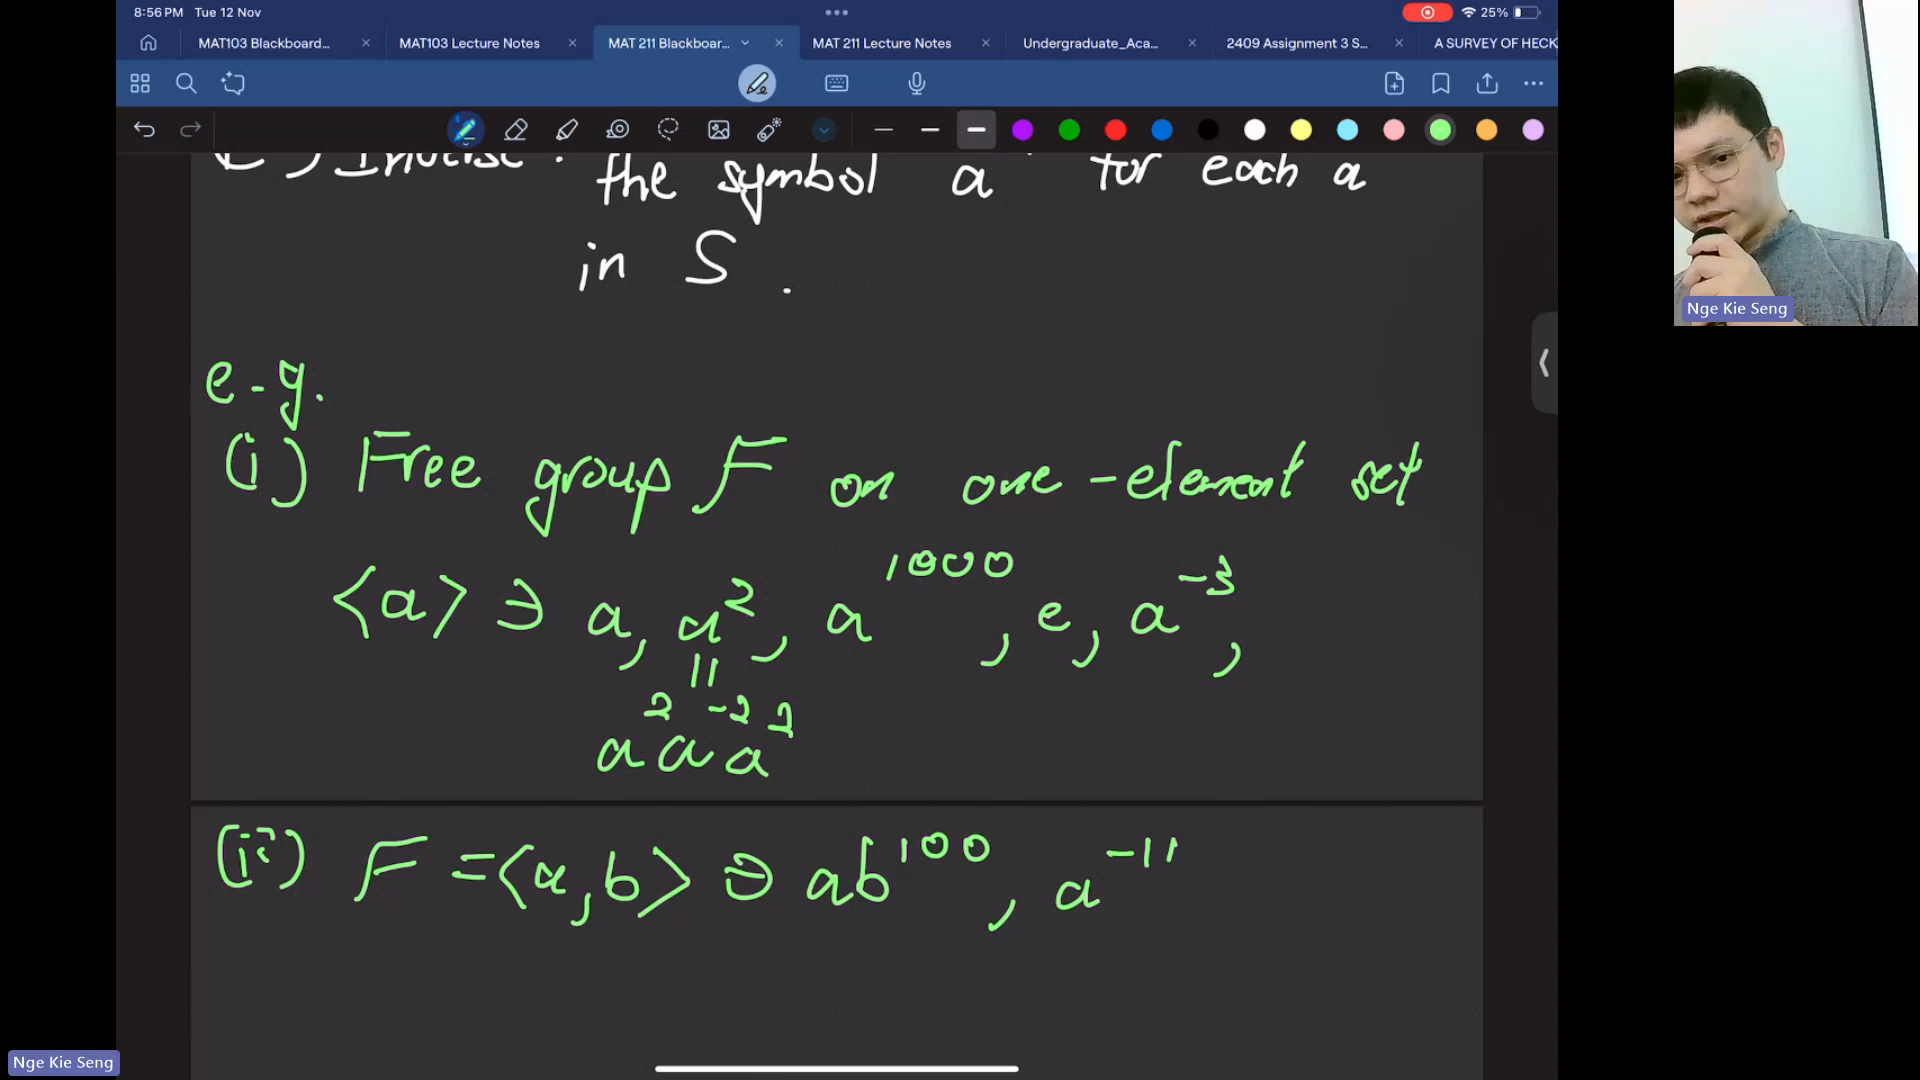 8:56 PM Tue 12 Nov
25%
MAT103 Blackboard...
MAT103 Lecture Notes
MAT 211 Blackboar...
MAT 211 Lecture Notes
Undergraduate_Aca...
2409 Assignment 3 S...
A SURVEY OF HECK
Inverse : the symbol a⁻ for each a
in S .
e.g.
(i) Free group F on one-element set
<a> ∋ a, a², a¹⁰⁰⁰, e, a⁻³,
||
a²a⁻²a²
(ii) F = <a, b> ∋ ab¹⁰⁰, a⁻¹¹
Nge Kie Seng
Nge Kie Seng